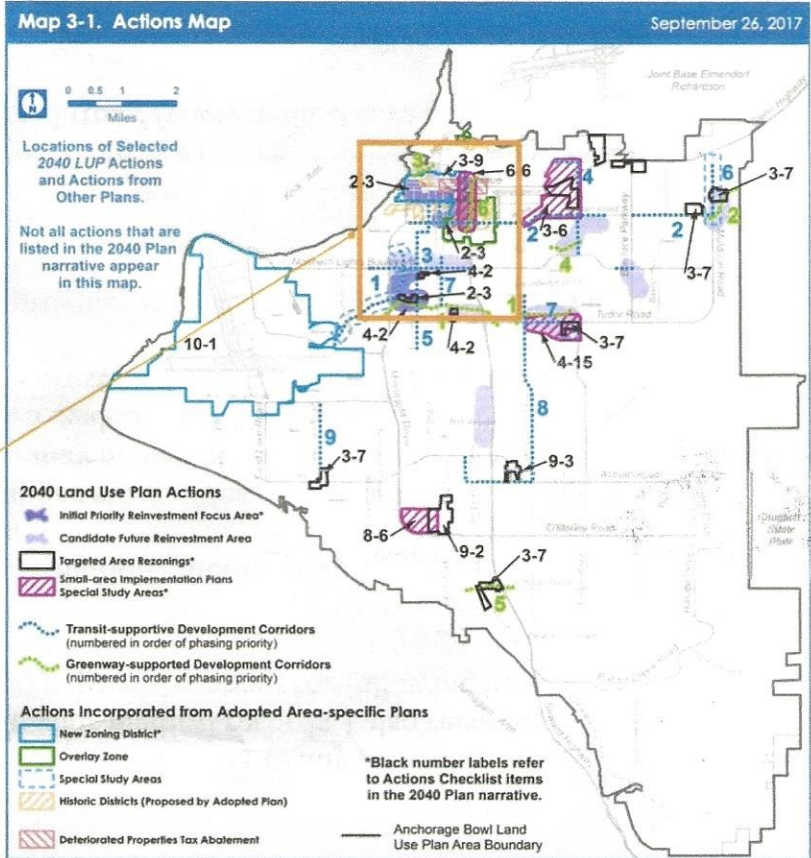 Map 3-1. Actions Map
September 26, 2017
Joint Base Elmendorf
Richardson
N
0 0.5 1 2
Miles
Locations of Selected
2040 LUP Actions
and Actions from
Other Plans.
Not all actions that are
listed in the 2040 Plan
narrative appear
in this map.
3
3-9
6-6
2-3
6
4
3-6
6
3-7
2
2
2
3-7
2-3
3
4
Northern Lights Boulevard
4-2
1
7
2-3
1
7
Tudor Road
3-7
4-2
4-2
4-15
5
10-1
8
9
3-7
9-3
8-6
9-2
O'Malley Road
3-7
5
2040 Land Use Plan Actions
Initial Priority Reinvestment Focus Area*
Candidate Future Reinvestment Area
Targeted Area Rezonings*
Small-area Implementation Plans
Special Study Areas*
Transit-supportive Development Corridors
(numbered in order of phasing priority)
Greenway-supported Development Corridors
(numbered in order of phasing priority)
Actions Incorporated from Adopted Area-specific Plans
New Zoning District*
Overlay Zone
Special Study Areas
Historic Districts (Proposed by Adopted Plan)
Deteriorated Properties Tax Abatement
*Black number labels refer
to Actions Checklist items
in the 2040 Plan narrative.
Anchorage Bowl Land
Use Plan Area Boundary